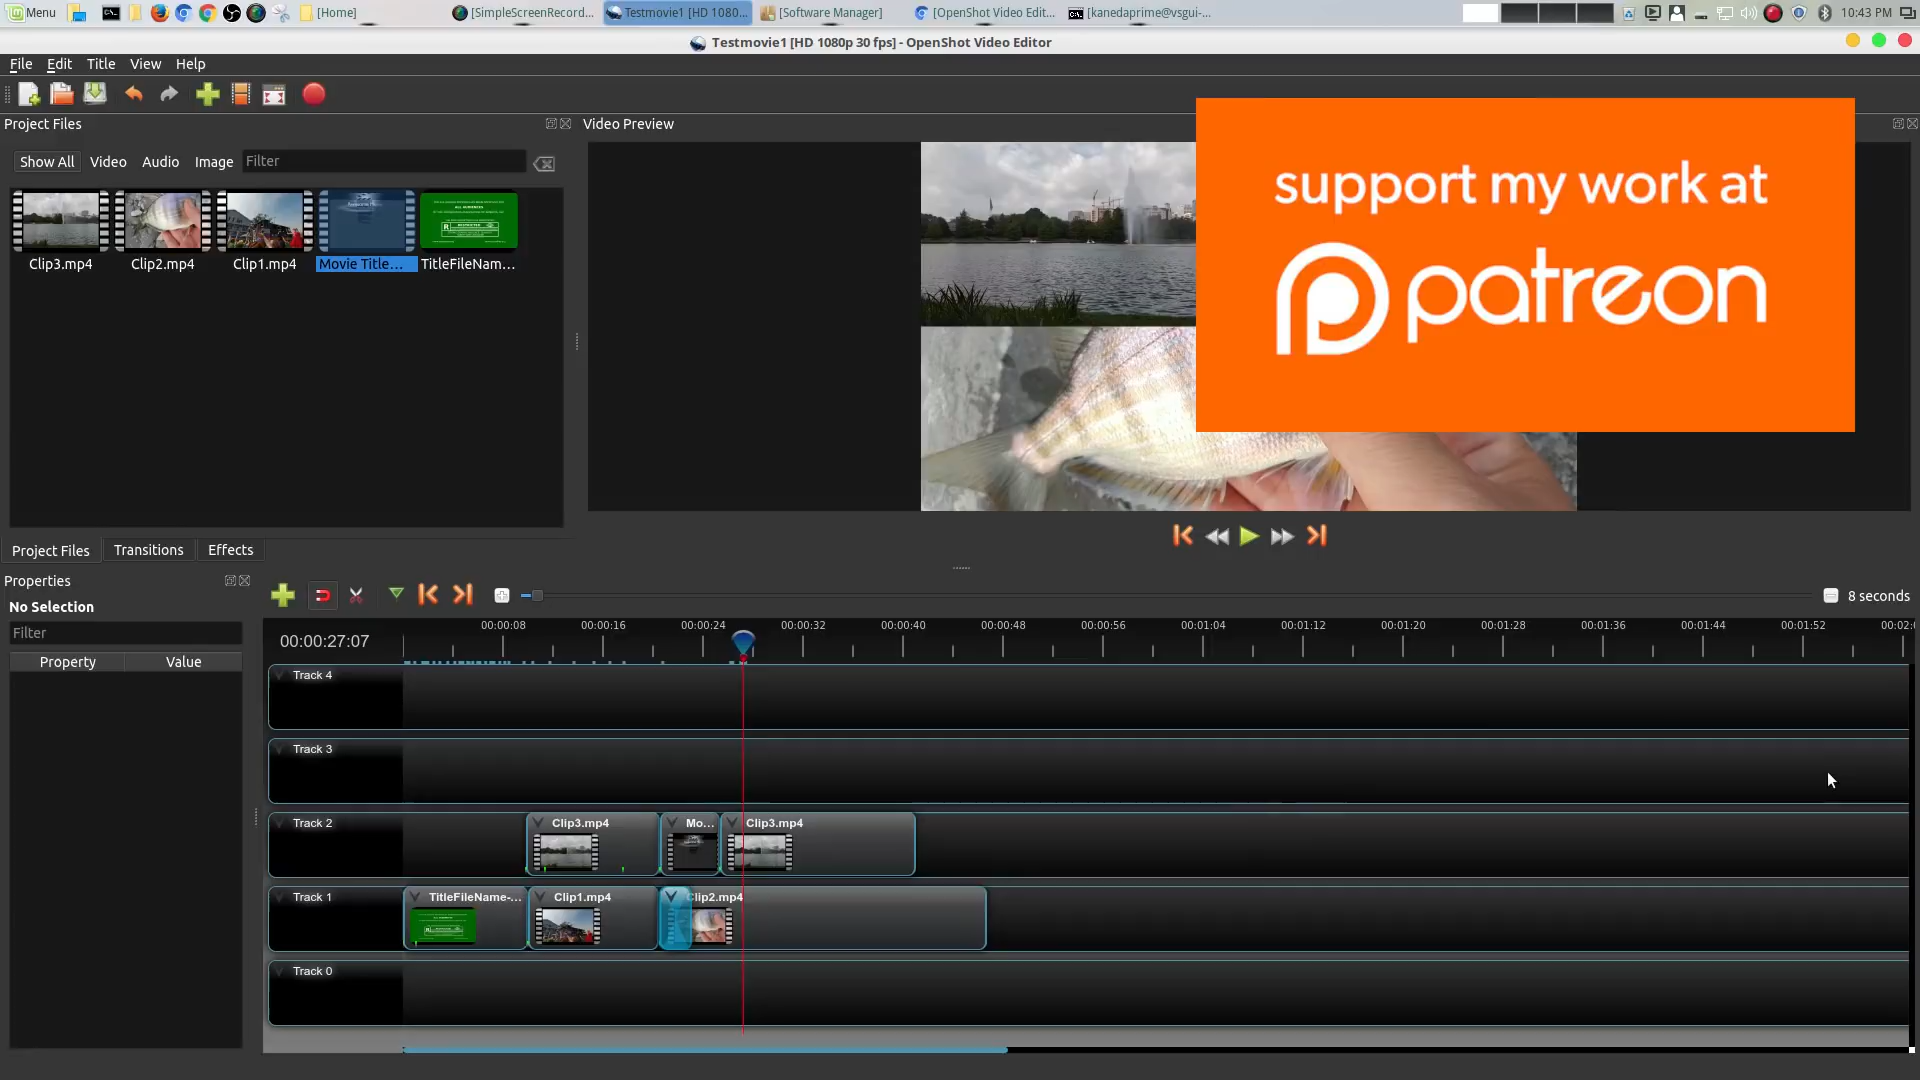 Menu
[Home]
[SimpleScreenRecord...
Testmovie1 [HD 1080...
[Software Manager]
[OpenShot Video Edit...
[kanedaprime@vsgui-...
10:43 PM
Testmovie1 [HD 1080p 30 fps] - OpenShot Video Editor
File Edit Title View Help
Project Files
Video Preview
Show All Video Audio Image Filter
Clip3.mp4 Clip2.mp4 Clip1.mp4 Movie Title... TitleFileNam...
support my work at
patreon
Project Files Transitions Effects
Properties
No Selection
Filter
Property Value
8 seconds
00:00:27:07
00:00:08 00:00:16 00:00:24 00:00:32 00:00:40 00:00:48 00:00:56 00:01:04 00:01:12 00:01:20 00:01:28 00:01:36 00:01:44 00:01:52 00:02:0
Track 4
Track 3
Track 2
Clip3.mp4 Mo... Clip3.mp4
Track 1
TitleFileName-... Clip1.mp4 Clip2.mp4
Track 0